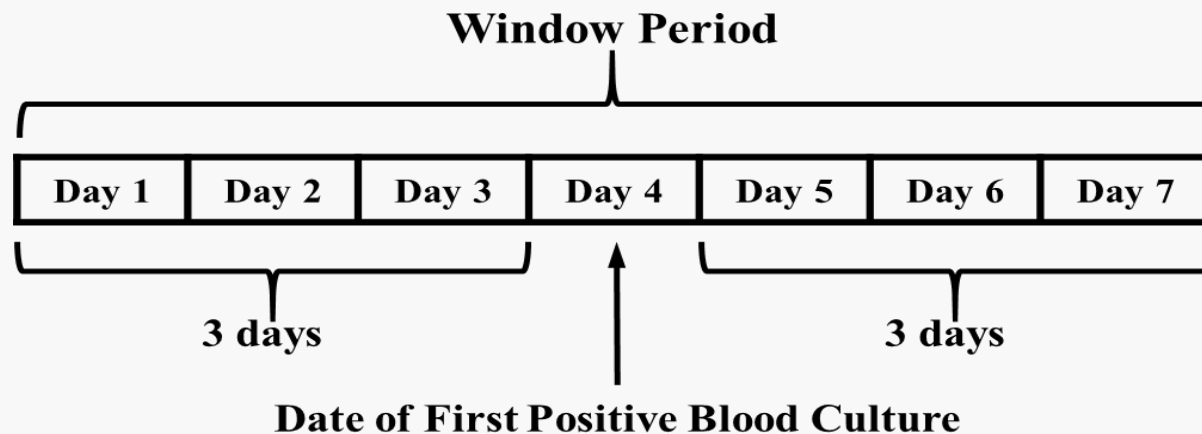 Window Period
Day 1 Day 2 Day 3 Day 4 Day 5 Day 6 Day 7
3 days 3 days
Date of First Positive Blood Culture